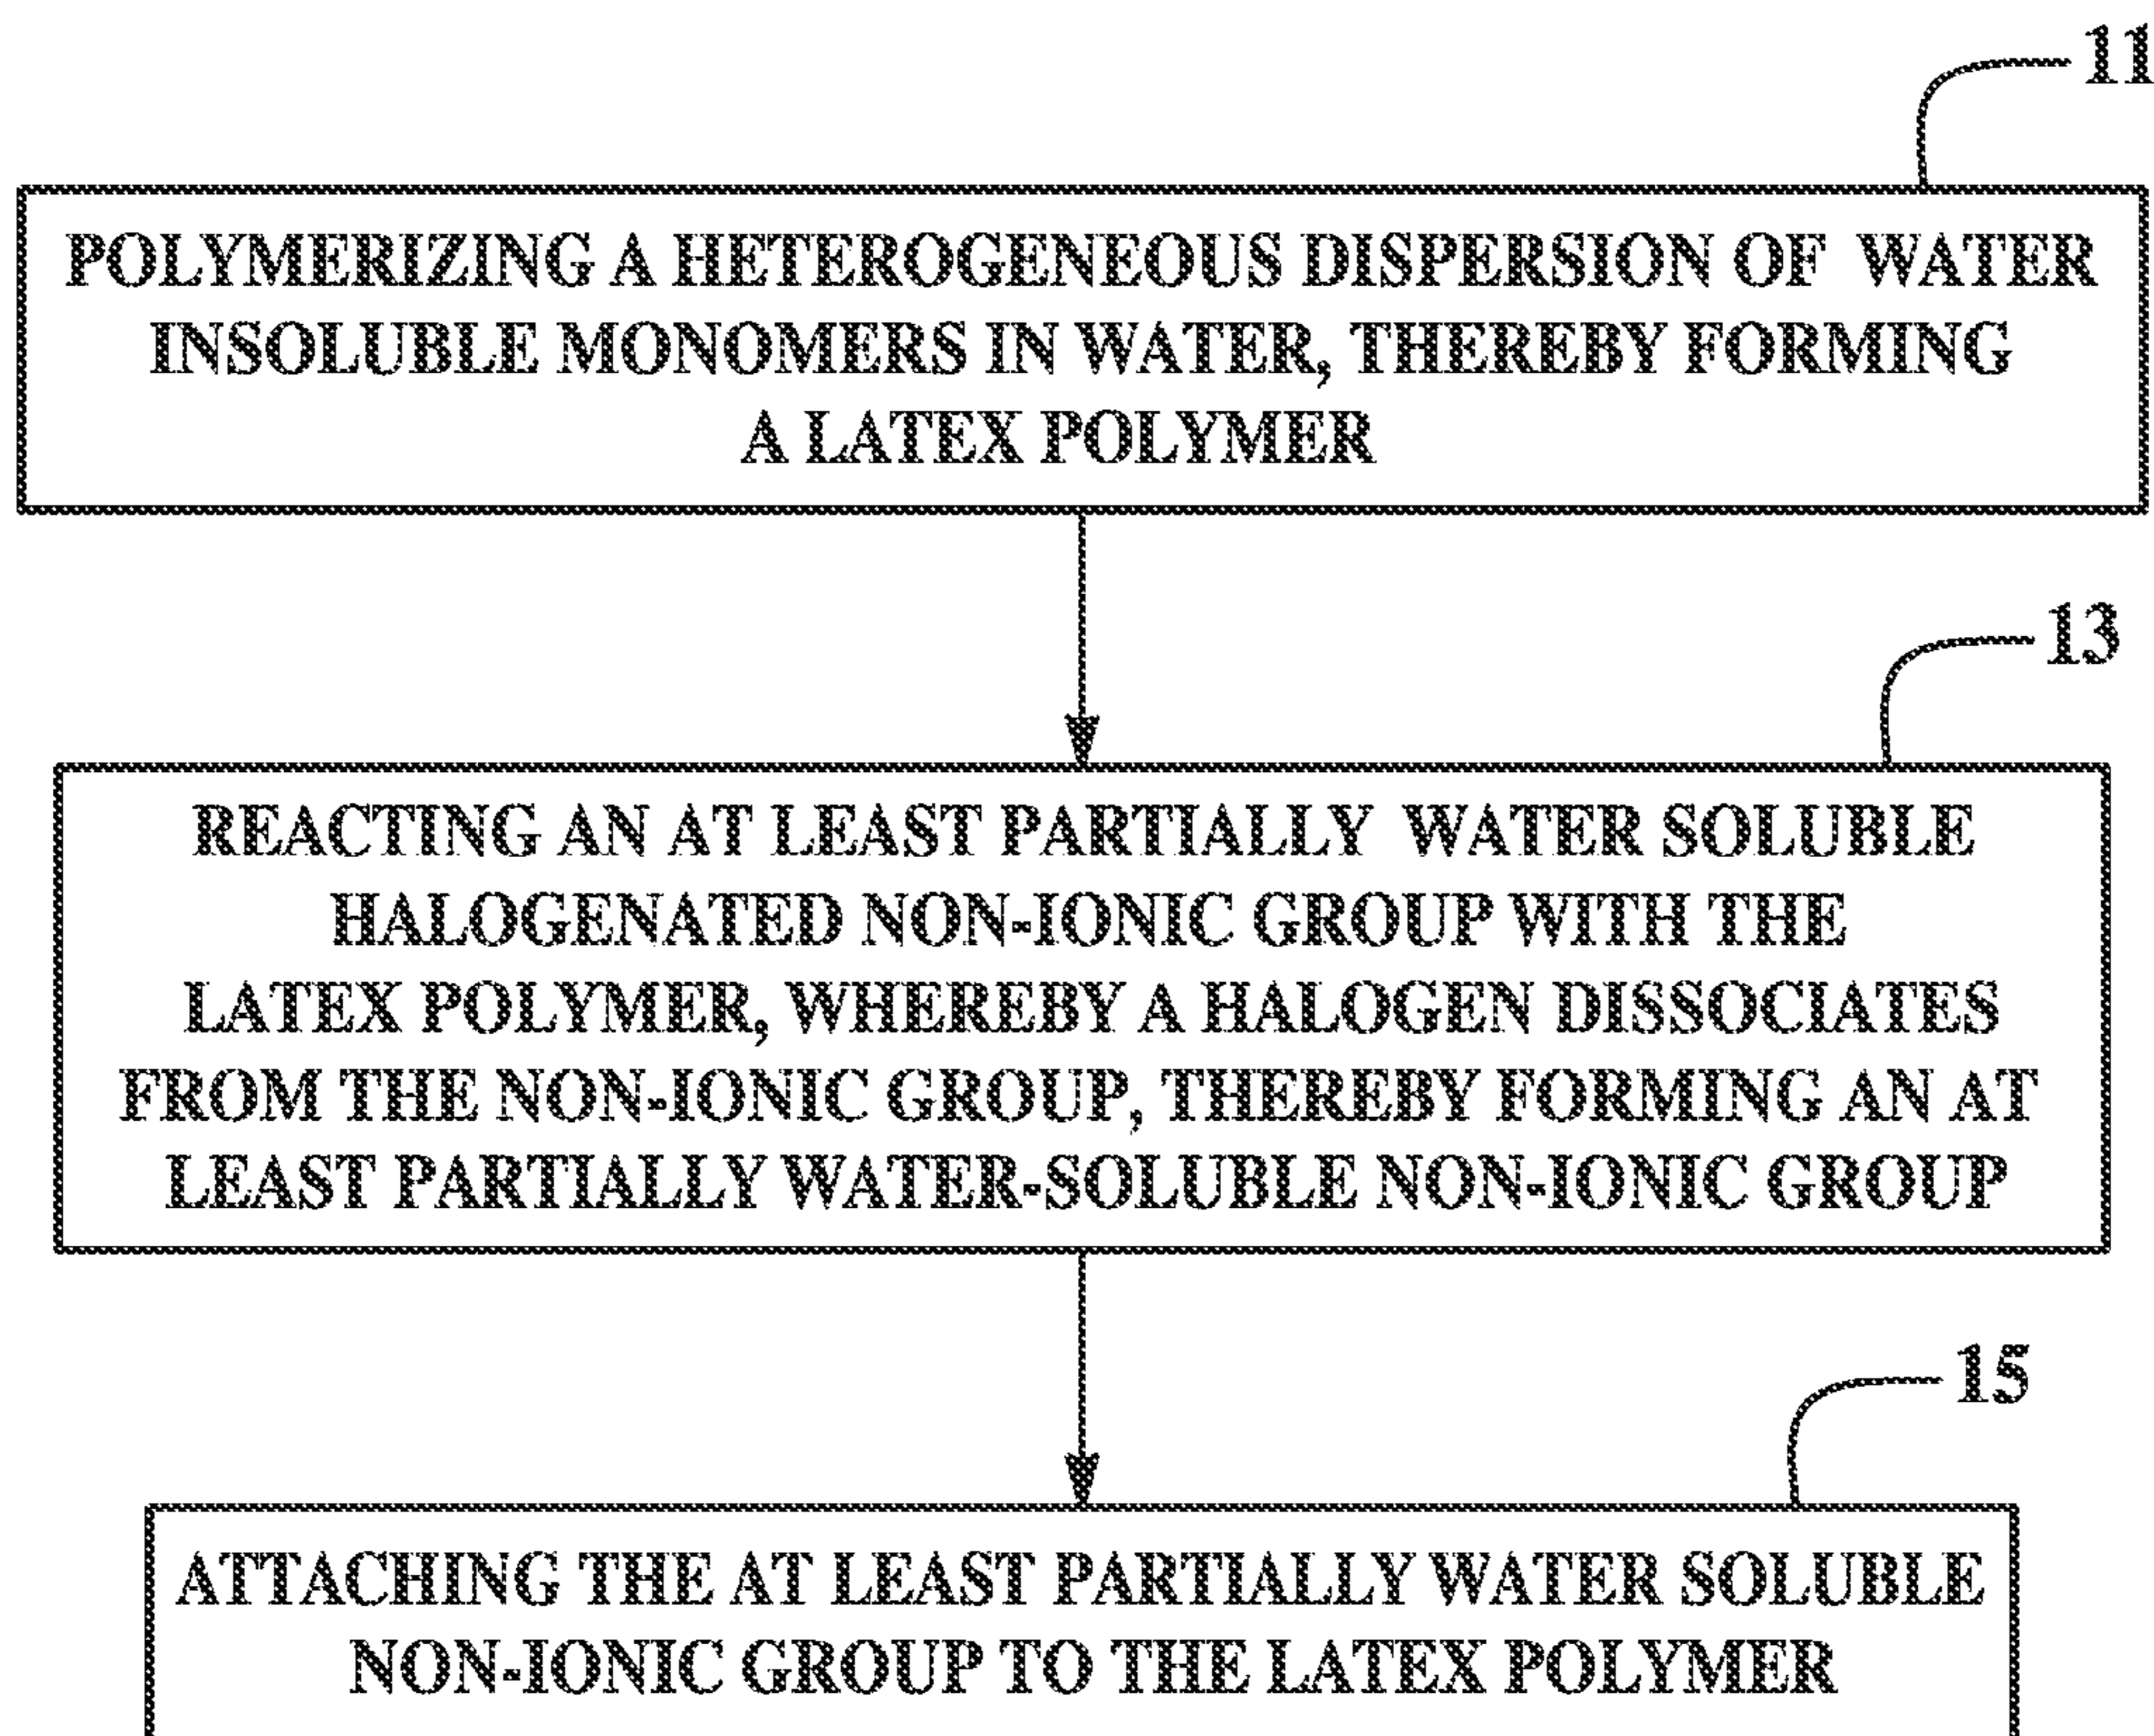 11
POLYMERIZING A HETEROGENEOUS DISPERSION OF WATER
INSOLUBLE MONOMERS IN WATER, THEREBY FORMING
A LATEX POLYMER
13
REACTING AN AT LEAST PARTIALLY WATER SOLUBLE
HALOGENATED NON-IONIC GROUP WITH THE
LATEX POLYMER, WHEREBY A HALOGEN DISSOCIATES
FROM THE NON-IONIC GROUP, THEREBY FORMING AN AT
LEAST PARTIALLY WATER-SOLUBLE NON-IONIC GROUP
15
ATTACHING THE AT LEAST PARTIALLY WATER SOLUBLE
NON-IONIC GROUP TO THE LATEX POLYMER